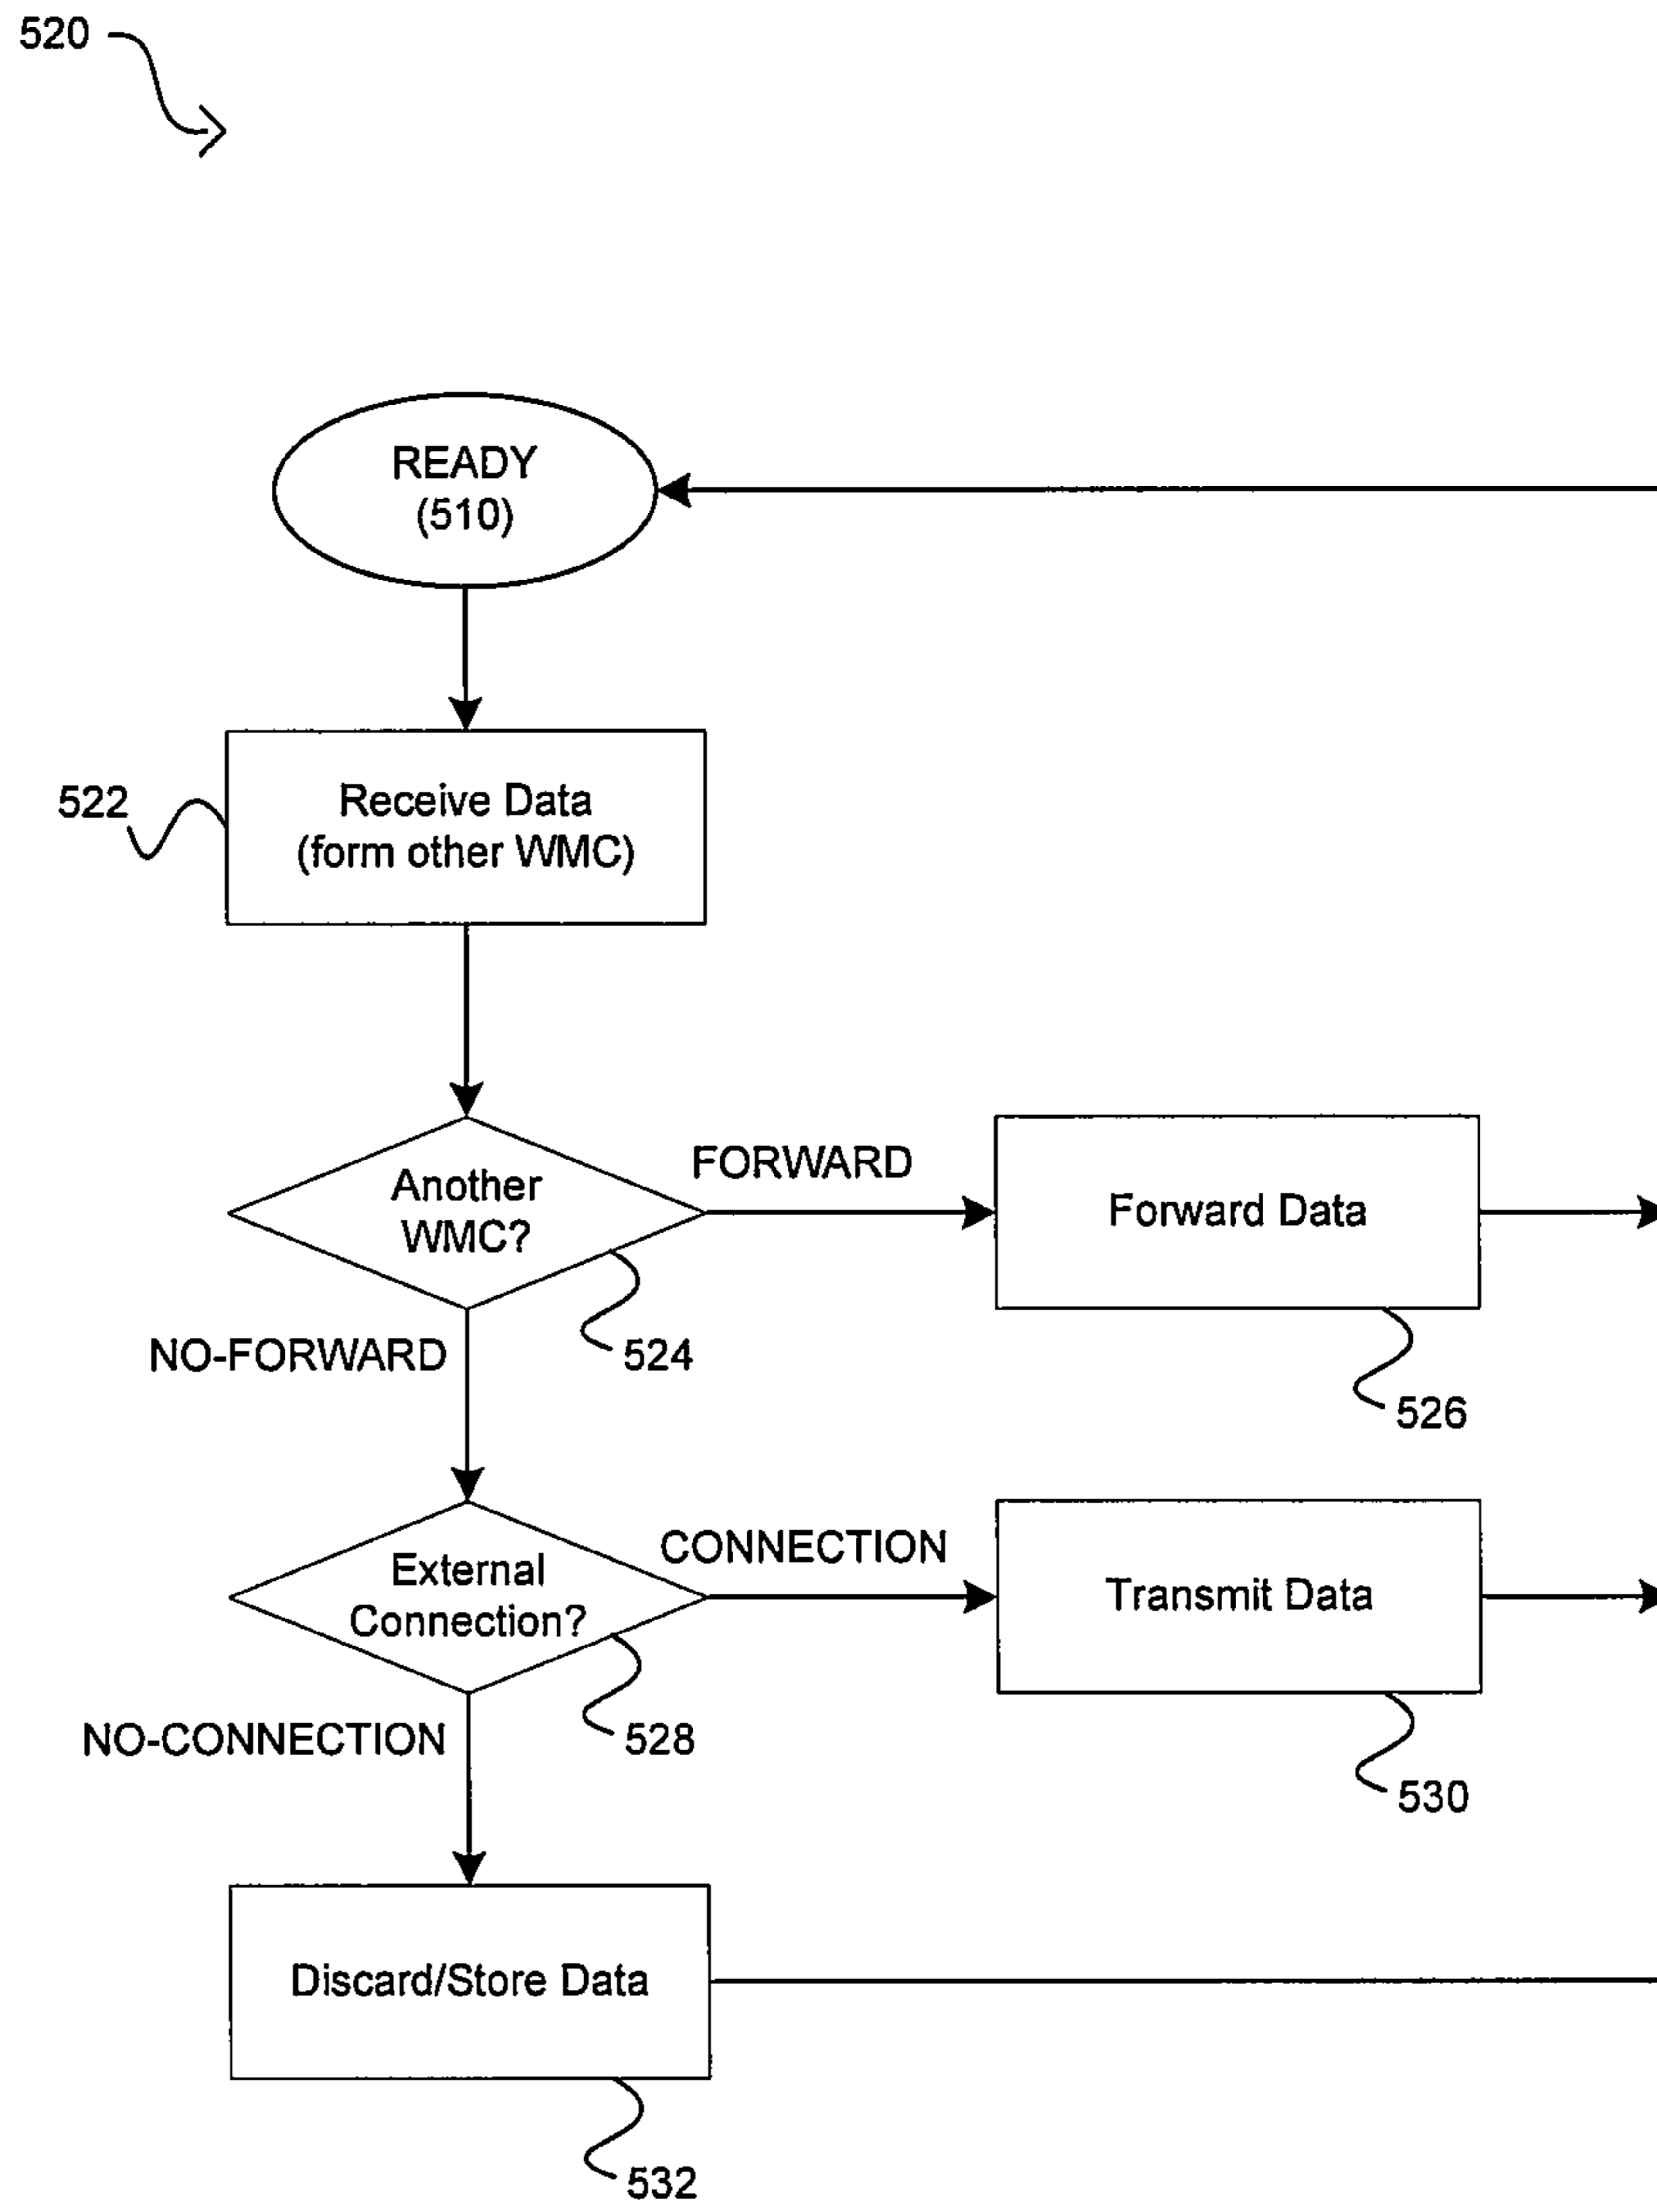 520
READY
(510)
522
Receive Data
(form other WMC)
Another
WMC?
FORWARD
Forward Data
NO-FORWARD
524
526
External
Connection?
CONNECTION
Transmit Data
NO-CONNECTION
528
530
Discard/Store Data
532